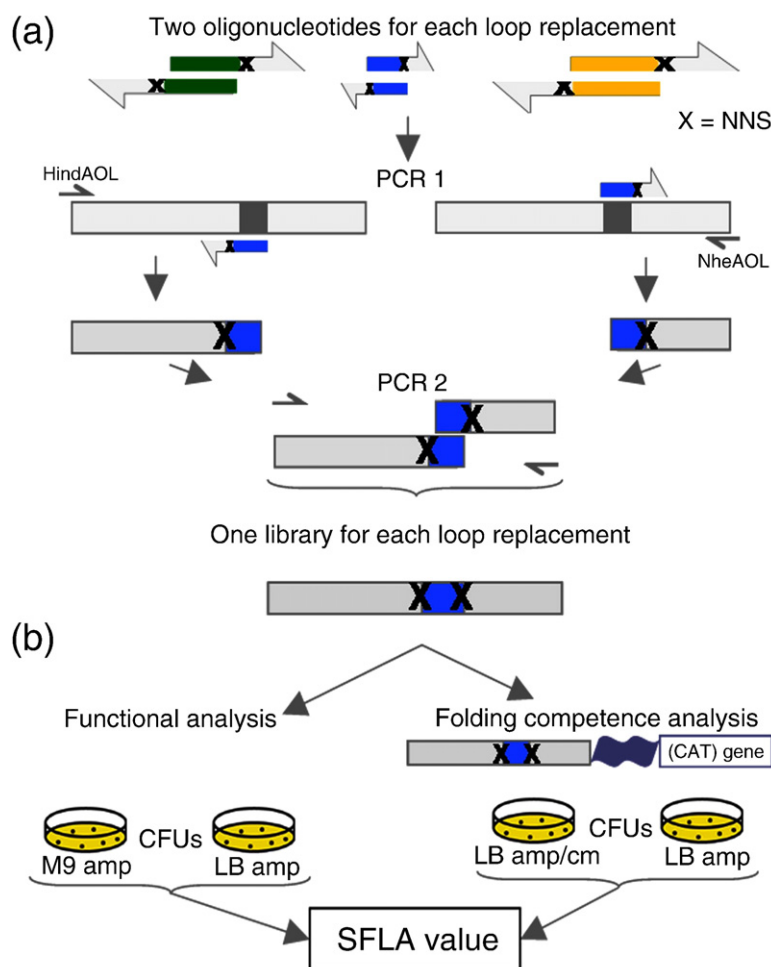 (a)
Two oligonucleotides for each loop replacement
X X X
X X X
X = NNS
HindAOL
PCR 1
X
X
NheAOL
X X
PCR 2
X
X
One library for each loop replacement
X X
(b)
Functional analysis
Folding competence analysis
X X
(CAT) gene
CFUs
M9 amp
LB amp
CFUs
LB amp/cm
LB amp
SFLA value